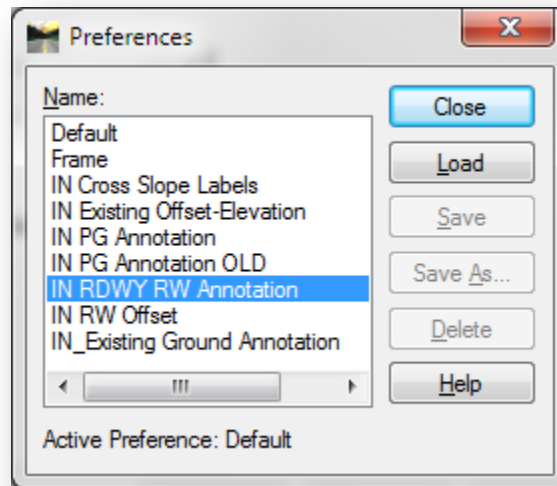 Preferences
Name:
Default
Frame
IN Cross Slope Labels
IN Existing Offset-Elevation
IN PG Annotation
IN PG Annotation OLD
IN RDWY RW Annotation
IN RW Offset
IN_Existing Ground Annotation
Close
Load
Save
Save As...
Delete
Help
Active Preference: Default